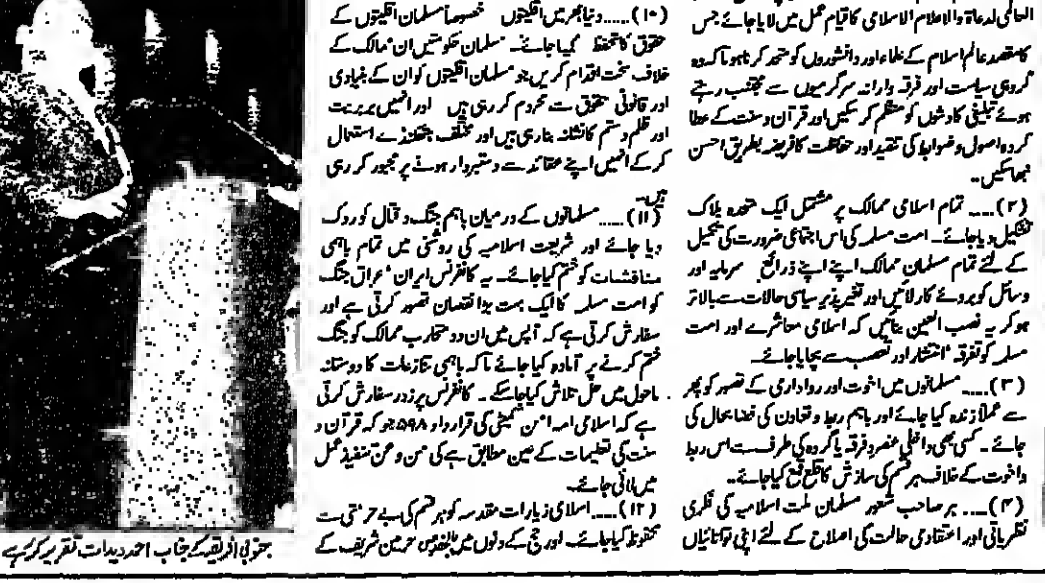 العالمی لدعاۃ والاعلام الاسلامی کا قیام عمل میں لایا جائے جس
کا مقصد عالم اسلام کے علماء اور دانشوروں کو متحد کرنا ہو تاکہ وہ
گروہی سیاست اور فرقہ وارانہ سرگرمیوں سے مجتنب رہتے
ہوئے تبلیغی کاوشوں کو منظم کر سکیں اور قرآن و سنت کے عطا
کردہ اصول و ضوابط کی تنفیذ اور حفاظت کا فریضہ بطریق احسن
نبھا سکیں۔
(۲)۔۔۔۔ تمام اسلامی ممالک پر مشتمل ایک متحدہ بلاک
تشکیل دیا جائے۔ امت مسلمہ کی اس اجتماعی ضرورت کی تکمیل
کے لئے تمام مسلمان ممالک اپنے اپنے ذرائع سرمایہ اور
وسائل کو بروئے کار لائیں اور تغیر پذیر سیاسی حالات سے بالاتر
ہو کر یہ نصب العین بنائیں کہ اسلامی معاشرے اور امت
مسلمہ کو تفرقہ‘ انتشار اور تعصب سے بچایا جائے۔
(۳)۔۔۔۔ مسلمانوں میں اخوت اور رواداری کے تصور کو پھر
سے عملاً زندہ کیا جائے اور باہم ربط و تعاون کی فضا بحال کی
جائے۔ کسی بھی داخلی عنصر و فرقہ یا گروہ کی طرف سے اس ربط
و اخوت کے خلاف ہر قسم کی سازش کا قلع قمع کیا جائے۔
(۴)۔۔۔۔ ہر صاحب شعور مسلمان ملت اسلامیہ کی فکری
نظریاتی اور اعتقادی حالت کی اصلاح کے لئے اپنی توانائیاں
(۱۰)۔۔۔۔۔ دنیا بھر میں اقلیتوں خصوصاً مسلمان اقلیتوں کے
حقوق کا تحفظ کیا جائے۔ مسلمان حکومتیں ان ممالک کے
خلاف سخت اقدام کریں جو مسلمان اقلیتوں کو ان کے بنیادی
اور قانونی حقوق سے محروم کر رہی ہیں اور انہیں بربریت
اور ظلم و ستم کا نشانہ بنا رہی ہیں اور مختلف ہتھکنڈے استعمال
کر کے انہیں اپنے عقائد سے دستبردار ہونے پر مجبور کر رہی
ہیں۔
(۱۱)۔۔۔۔ مسلمانوں کے درمیان باہم جنگ و قتال کو روک
دیا جائے اور شریعت اسلامیہ کی روشنی میں تمام باہمی
مناقشات کو ختم کیا جائے۔ یہ کانفرنس ایران‘ عراق جنگ
کو امت مسلمہ کا ایک بہت بڑا نقصان تصور کرتی ہے اور
سفارش کرتی ہے کہ آپس میں ان دو متحارب ممالک کو جنگ
ختم کرنے پر آمادہ کیا جائے تاکہ باہمی تنازعات کا دوستانہ
ماحول میں حل تلاش کیا جا سکے۔ کانفرنس پر زور سفارش کرتی
ہے کہ اسلامی امہ امن کمیٹی کی قرارداد ۵۹۸ جو کہ قرآن و
سنت کی تعلیمات کے عین مطابق ہے کی من و عن تنفیذ عمل
میں لائی جائے۔
(۱۲)۔۔۔۔ اسلامی زیارات مقدسہ کو ہر قسم کی بے حرمتی سے
محفوظ کیا جائے۔ اور حج کے دنوں میں بالخصوص حرمین شریف کے
جنوبی افریقہ کے جناب احمد دیدات تقریر کر رہے